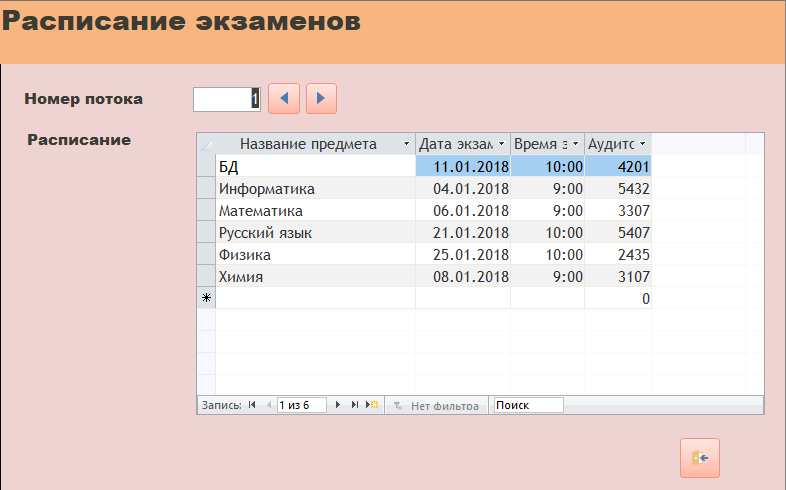 Расписание экзаменов
Номер потока 1
Расписание
Название предмета Дата экзам Время э Аудито
БД 11.01.2018 10:00 4201
Информатика 04.01.2018 9:00 5432
Математика 06.01.2018 9:00 3307
Русский язык 21.01.2018 10:00 5407
Физика 25.01.2018 10:00 2435
Химия 08.01.2018 9:00 3107
* 0
Запись: 1 из 6 Нет фильтра Поиск